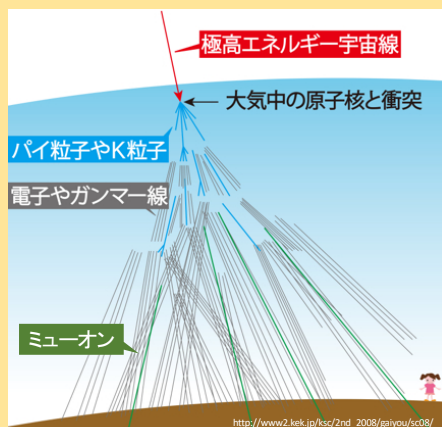 極高エネルギー宇宙線
大気中の原子核と衝突
パイ粒子やK粒子
電子やガンマー線
ミューオン
http://www2.kek.jp/ksc/2nd_2008/gaiyou/sc08/